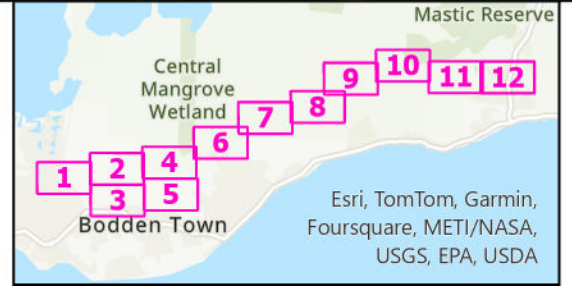 Mastic Reserve
Central
Mangrove
Wetland
10
9
11
12
8
7
6
4
2
1
5
3
Bodden Town
Esri, TomTom, Garmin,
Foursquare, METI/NASA,
USGS, EPA, USDA